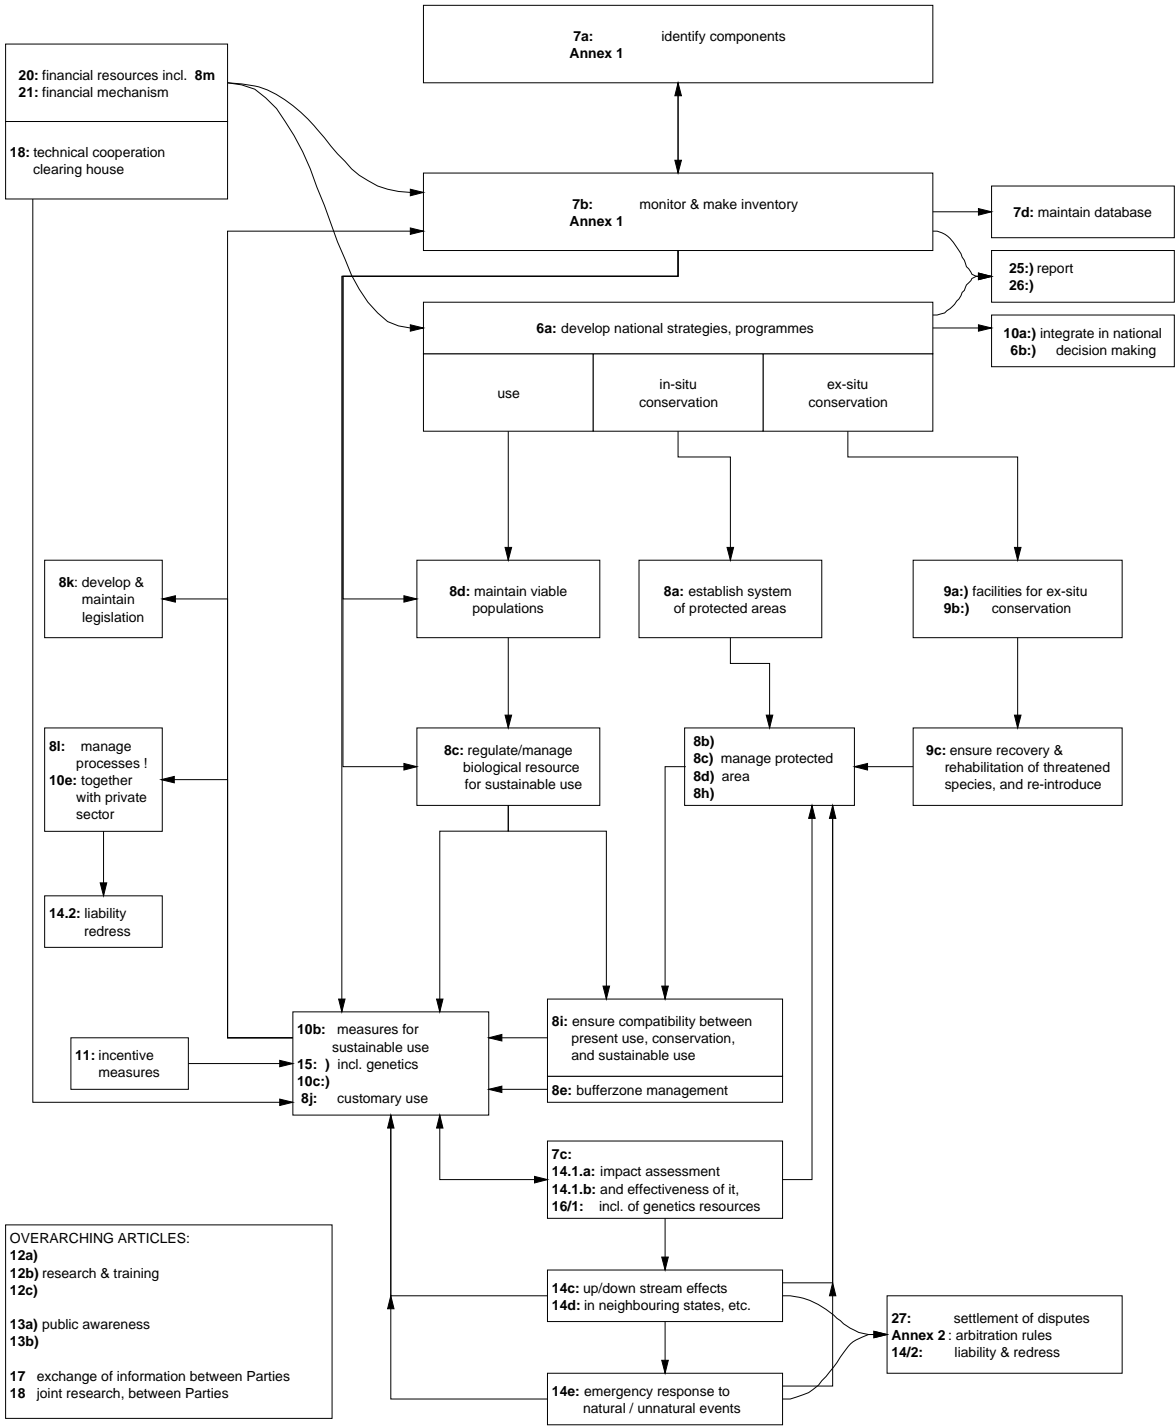 7a: identify components
Annex 1
20: financial resources incl. 8m
21: financial mechanism
18: technical cooperation
clearing house
7b: monitor & make inventory
Annex 1
7d: maintain database
25:) report
26:)
6a: develop national strategies, programmes
10a:) integrate in national
6b:) decision making
use
in-situ
conservation
ex-situ
conservation
8k: develop &
maintain
legislation
8d: maintain viable
populations
8a: establish system
of protected areas
9a:) facilities for ex-situ
9b:) conservation
8l: manage
processes !
10e: together
with private
sector
8c: regulate/manage
biological resource
for sustainable use
8b)
8c) manage protected
8d) area
8h)
9c: ensure recovery &
rehabilitation of threatened
species, and re-introduce
14.2: liability
redress
10b: measures for
sustainable use
15: ) incl. genetics
10c:)
8j: customary use
8i: ensure compatibility between
present use, conservation,
and sustainable use
8e: bufferzone management
11: incentive
measures
7c:
14.1.a: impact assessment
14.1.b: and effectiveness of it,
16/1: incl. of genetics resources
OVERARCHING ARTICLES:
12a)
12b) research & training
12c)
13a) public awareness
13b)
17 exchange of information between Parties
18 joint research, between Parties
14c: up/down stream effects
14d: in neighbouring states, etc.
27: settlement of disputes
Annex 2 : arbitration rules
14/2: liability & redress
14e: emergency response to
natural / unnatural events